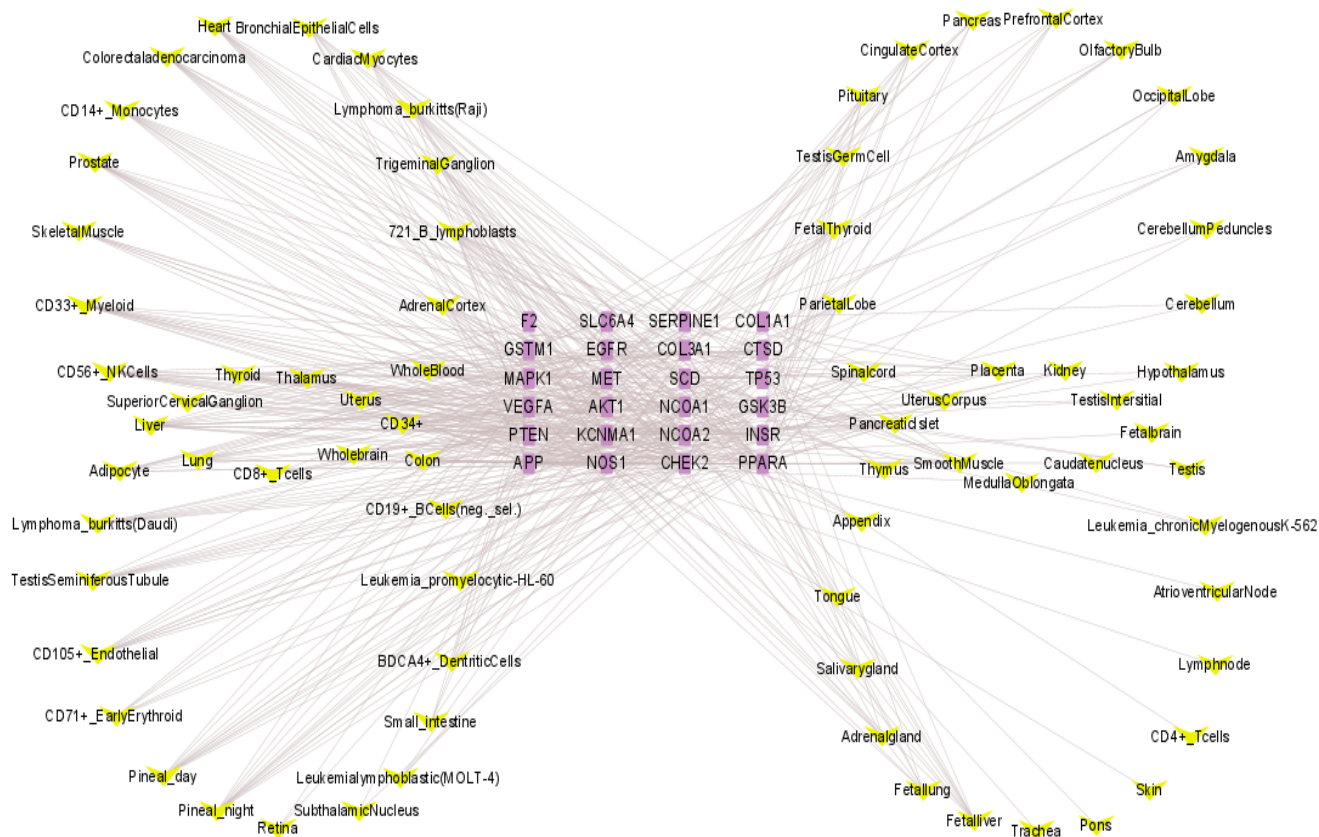 Heart
BronchialEpithelialCells
Pancreas
PrefrontalCortex
Colorectaladenocarcinoma
CardiacMyocytes
CingulateCortex
OlfactoryBulb
CD14+_Monocytes
Lymphoma_burkitts(Raji)
Pituitary
OccipitalLobe
Prostate
TrigeminalGanglion
TestisGermCell
Amygdala
SkeletalMuscle
721_B_lymphoblasts
FetalThyroid
CerebellumPeduncles
CD33+_Myeloid
AdrenalCortex
ParietalLobe
Cerebellum
F2
SLC6A4
SERPINE1
COL1A1
GSTM1
EGFR
COL3A1
CTSD
CD56+_NKCells
Thyroid
Thalamus
WholeBlood
MAPK1
MET
SCD
TP53
Spinalcord
Placenta
Kidney
Hypothalamus
SuperiorCervicalGanglion
Uterus
VEGFA
AKT1
NCOA1
GSK3B
UterusCorpus
TestisIntersitial
Liver
CD34+
PancreaticIslet
Fetalbrain
PTEN
KCNMA1
NCOA2
INSR
Adipocyte
Lung
CD8+_Tcells
Wholebrain
Colon
APP
NOS1
CHEK2
PPARA
Thymus
SmoothMuscle
Caudatenucleus
Testis
MedullaOblongata
Lymphoma_burkitts(Daudi)
CD19+_BCells(neg._sel.)
Appendix
Leukemia_chronicMyelogenousK-562
TestisSeminiferousTubule
Leukemia_promyelocytic-HL-60
Tongue
AtrioventricularNode
CD105+_Endothelial
BDCA4+_DentriticCells
Salivarygland
Lymphnode
CD71+_EarlyErythroid
Small_intestine
Adrenalgland
CD4+_Tcells
Pineal_day
Leukemialymphoblastic(MOLT-4)
Fetallung
Skin
Pineal_night
SubthalamicNucleus
Retina
Fetalliver
Trachea
Pons